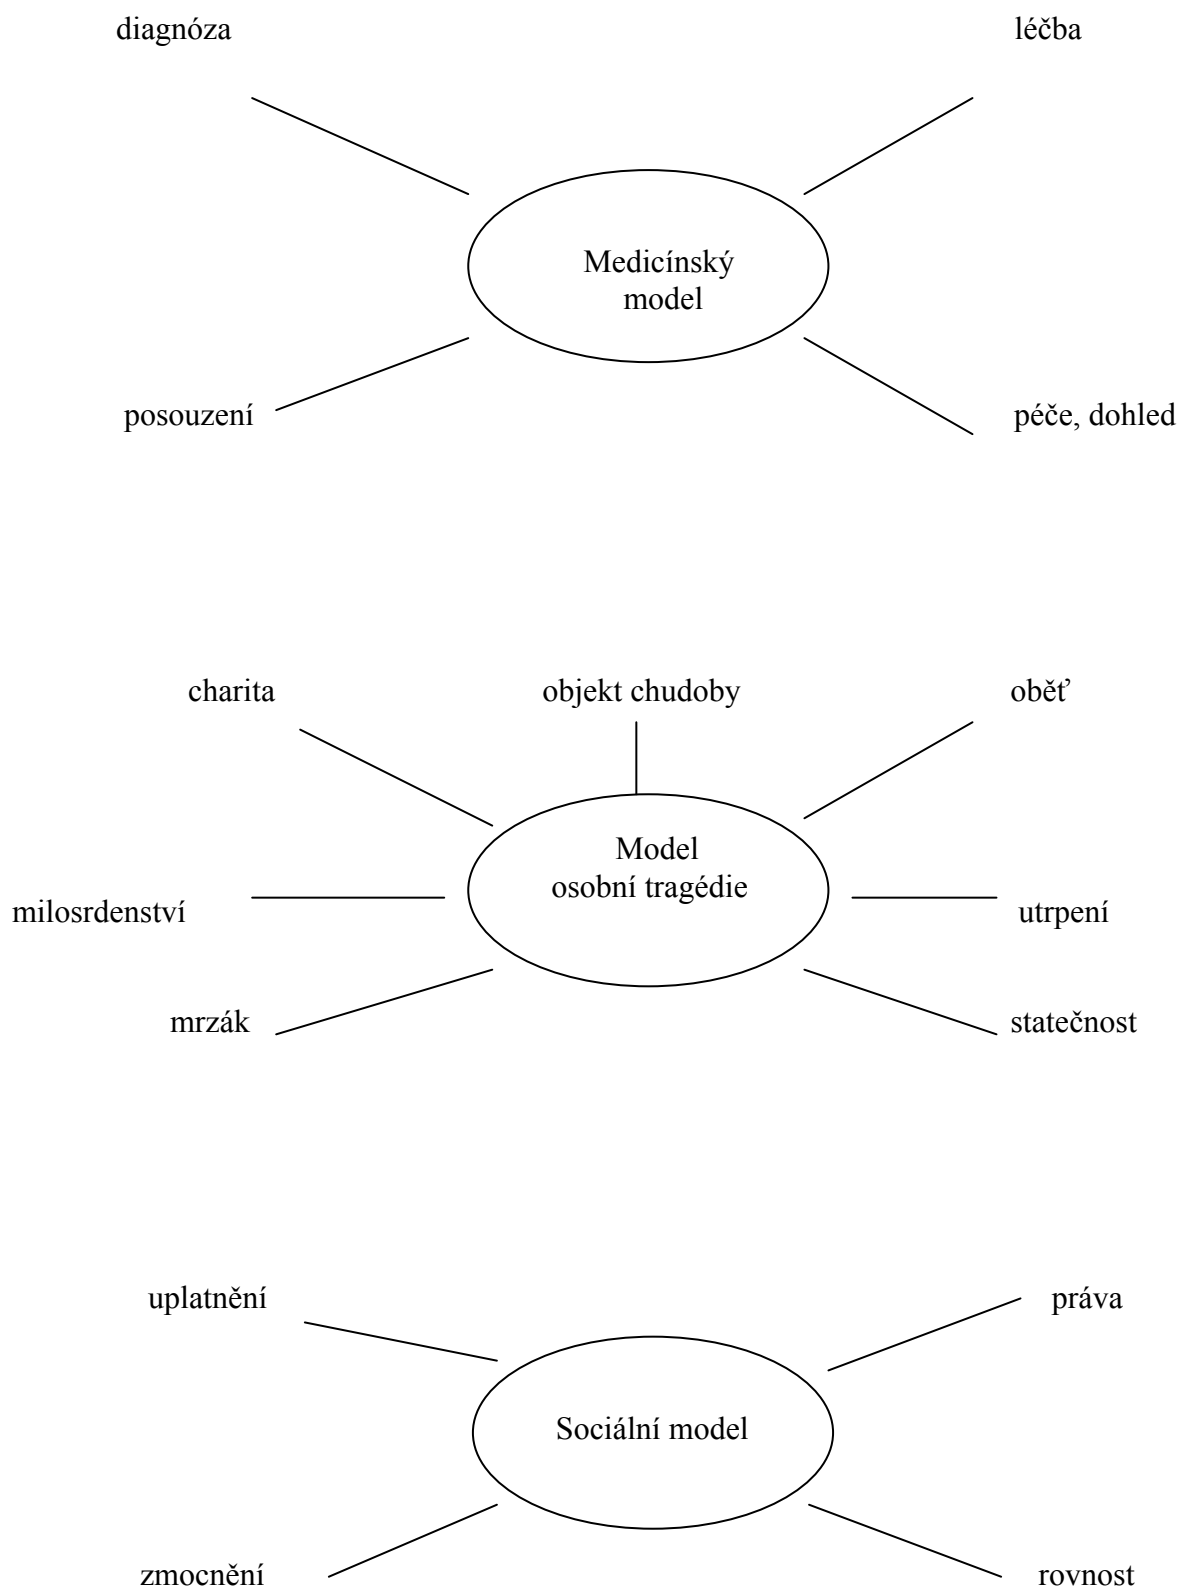 diagnóza
léčba
Medicínský
model
posouzení
péče, dohled
charita
objekt chudoby
oběť
Model
osobní tragédie
milosrdenství
utrpení
mrzák
statečnost
uplatnění
práva
Sociální model
zmocnění
rovnost